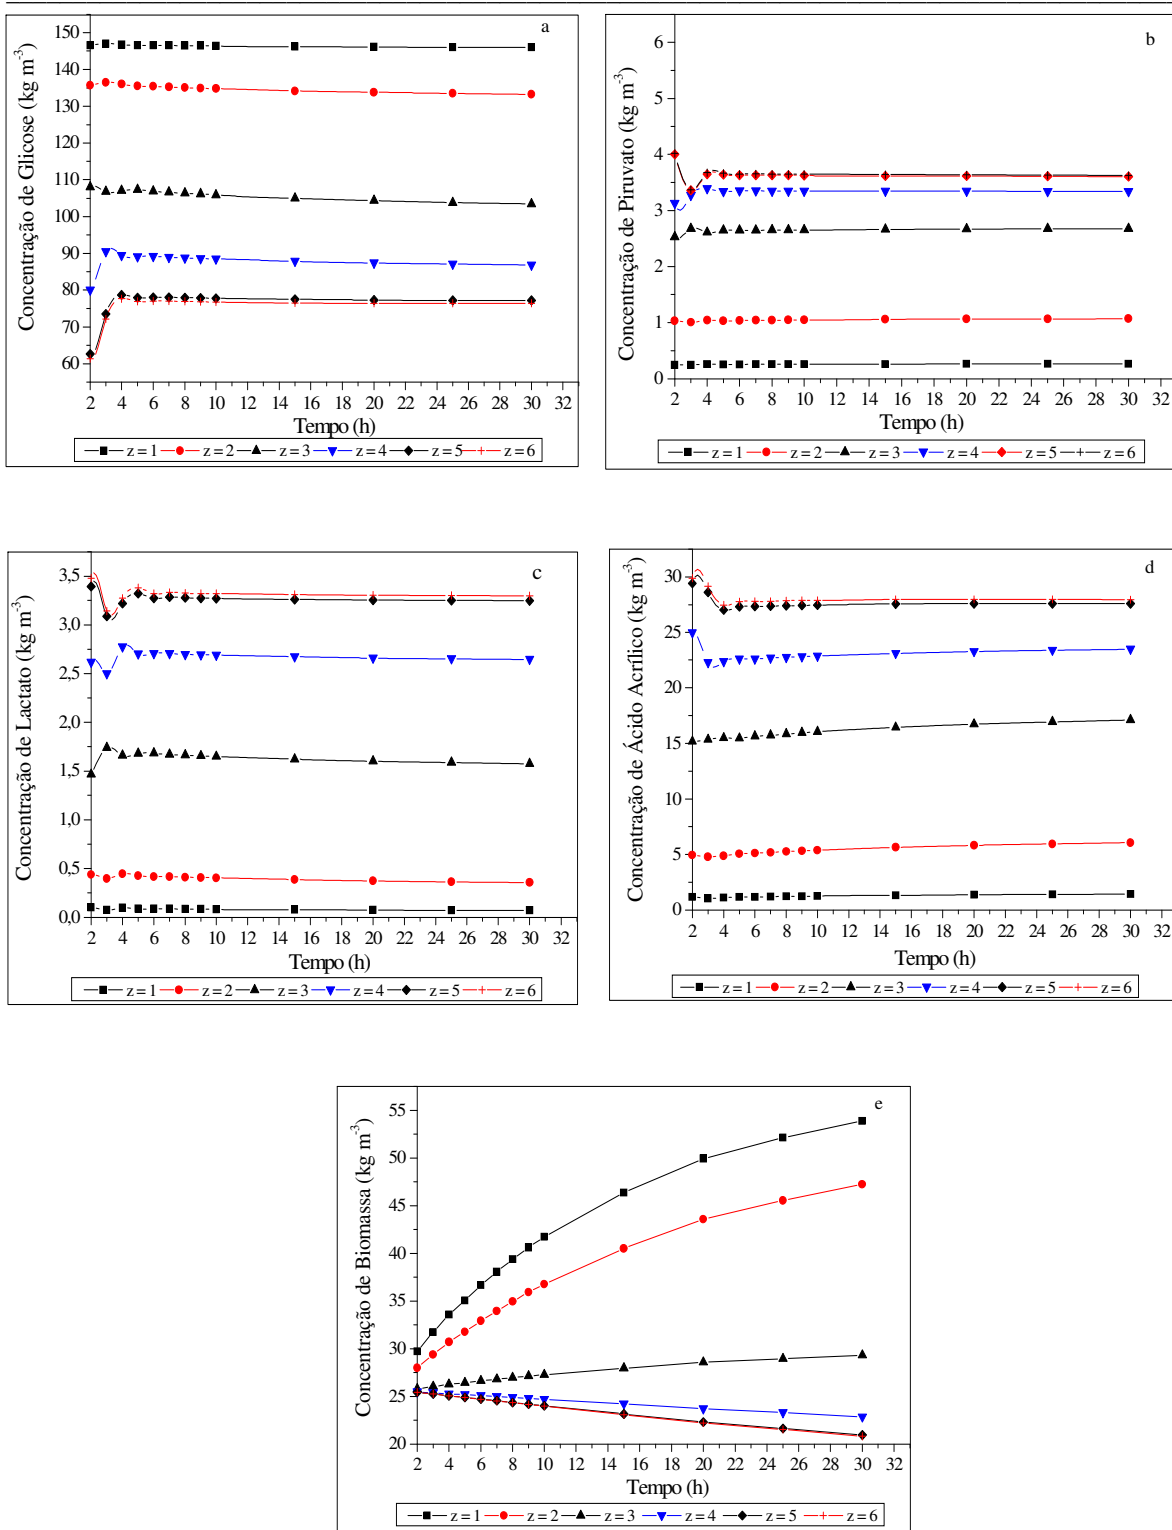 a
Concentração de Glicose (kg m-3)
150
140
130
120
110
100
90
80
70
60
2 4 6 8 10 12 14 16 18 20 22 24 26 28 30 32
Tempo (h)
z = 1 z = 2 z = 3 z = 4 z = 5 z = 6
b
Concentração de Piruvato (kg m-3)
6
5
4
3
2
1
0
2 4 6 8 10 12 14 16 18 20 22 24 26 28 30 32
Tempo (h)
z = 1 z = 2 z = 3 z = 4 z = 5 z = 6
c
Concentração de Lactato (kg m-3)
3,5
3,0
2,5
2,0
1,5
1,0
0,5
0,0
2 4 6 8 10 12 14 16 18 20 22 24 26 28 30 32
Tempo (h)
z = 1 z = 2 z = 3 z = 4 z = 5 z = 6
d
Concentração de Ácido Acrílico (kg m-3)
30
25
20
15
10
5
0
2 4 6 8 10 12 14 16 18 20 22 24 26 28 30 32
Tempo (h)
z = 1 z = 2 z = 3 z = 4 z = 5 z = 6
e
Concentração de Biomassa (kg m-3)
55
50
45
40
35
30
25
20
2 4 6 8 10 12 14 16 18 20 22 24 26 28 30 32
Tempo (h)
z = 1 z = 2 z = 3 z = 4 z = 5 z = 6